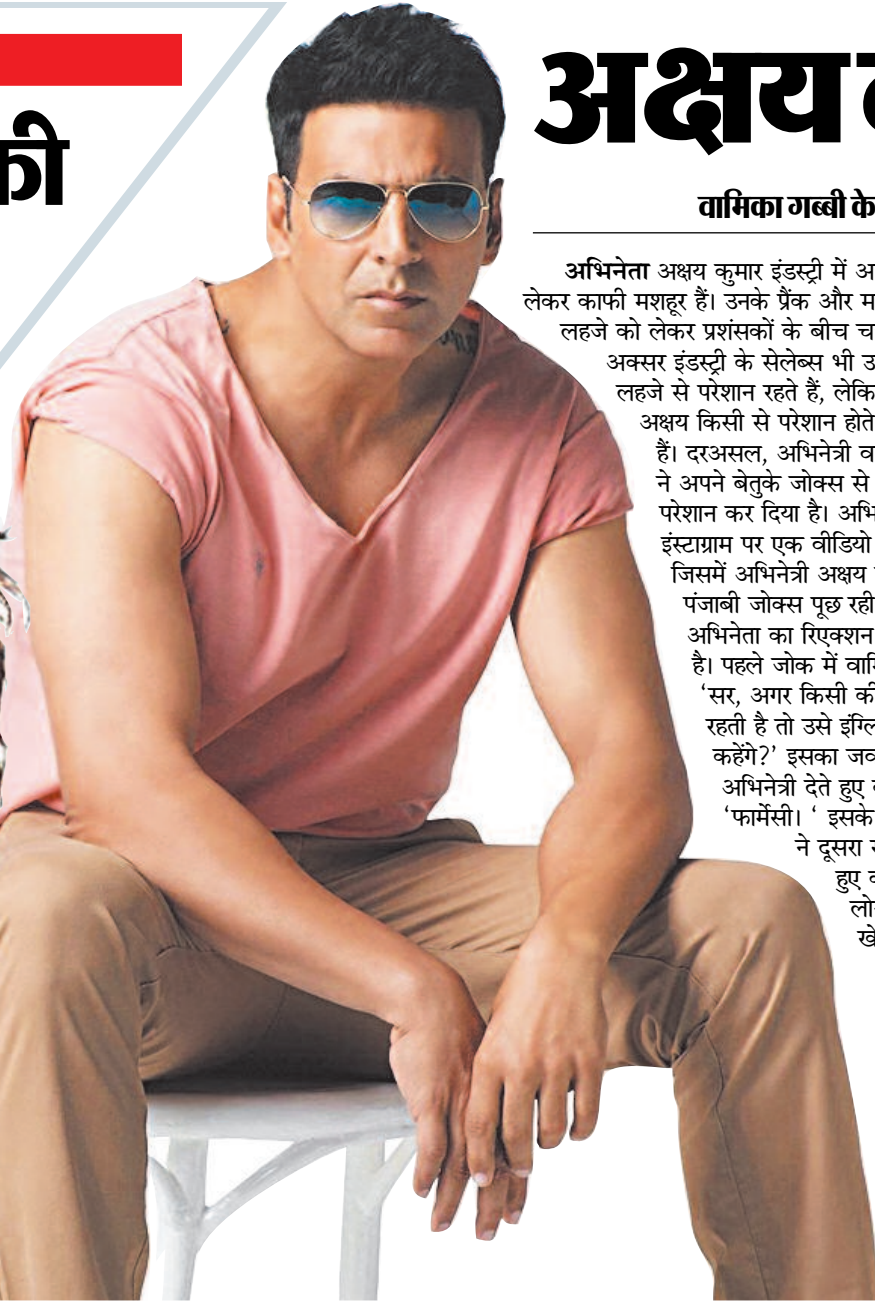 की
अक्षय
वामिका गब्बी के
अभिनेता अक्षय कुमार इंडस्ट्री में
लेकर काफी मशहूर हैं। उनके प्रैंक और
लहजे को लेकर प्रशंसकों के बीच
अक्सर इंडस्ट्री के सेलेब्स भी
लहजे से परेशान रहते हैं,
अक्षय किसी से परेशान होते
हैं। दरअसल, अभिनेत्री
ने अपने बेतुके जोक्स से
परेशान कर दिया है।
इंस्टाग्राम पर एक वीडियो
जिसमें अभिनेत्री अक्षय
पंजाबी जोक्स पूछ रही
अभिनेता का रिएक्शन
है। पहले जोक में
‘सर, अगर किसी की
रहती है तो उसे
कहेंगे?’ इसका
अभिनेत्री देते हुए
‘फार्मेसी। ‘ इसके
ने दूसरा
हुए